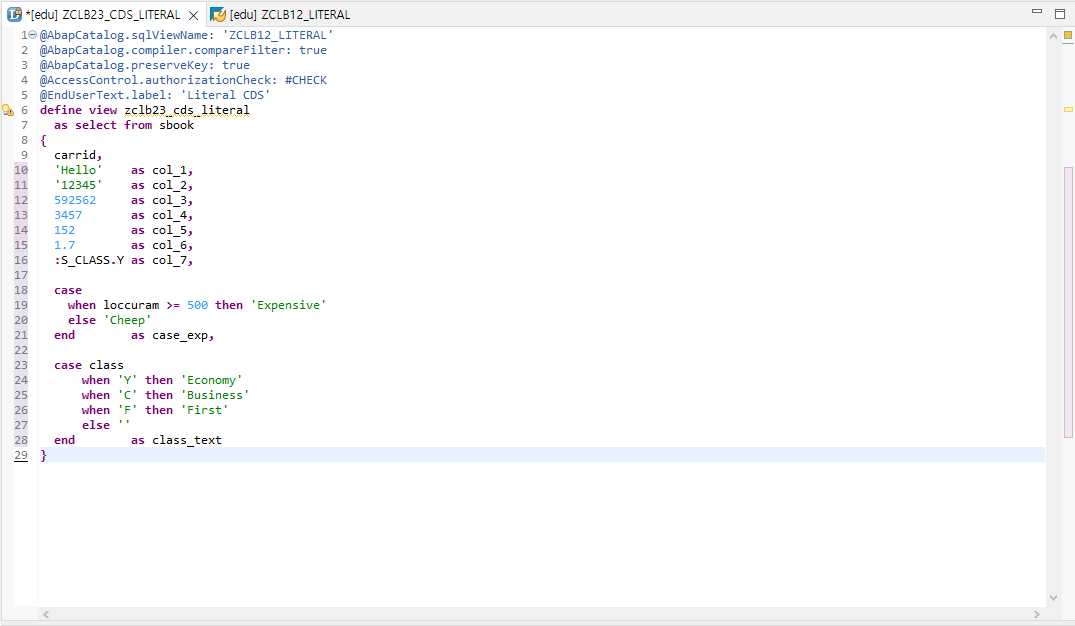 *[edu] ZCLB23_CDS_LITERAL [edu] ZCLB12_LITERAL
1 @AbapCatalog.sqlViewName: 'ZCLB12_LITERAL'
2 @AbapCatalog.compiler.compareFilter: true
3 @AbapCatalog.preserveKey: true
4 @AccessControl.authorizationCheck: #CHECK
5 @EndUserText.label: 'Literal CDS'
6 define view zclb23_cds_literal
7   as select from sbook
8 {
9   carrid,
10   'Hello'    as col_1,
11   '12345'    as col_2,
12   592562     as col_3,
13   3457       as col_4,
14   152        as col_5,
15   1.7        as col_6,
16   :S_CLASS.Y as col_7,
17
18   case
19     when loccuram >= 500 then 'Expensive'
20     else 'Cheep'
21   end        as case_exp,
22
23   case class
24       when 'Y' then 'Economy'
25       when 'C' then 'Business'
26       when 'F' then 'First'
27       else ''
28   end        as class_text
29 }